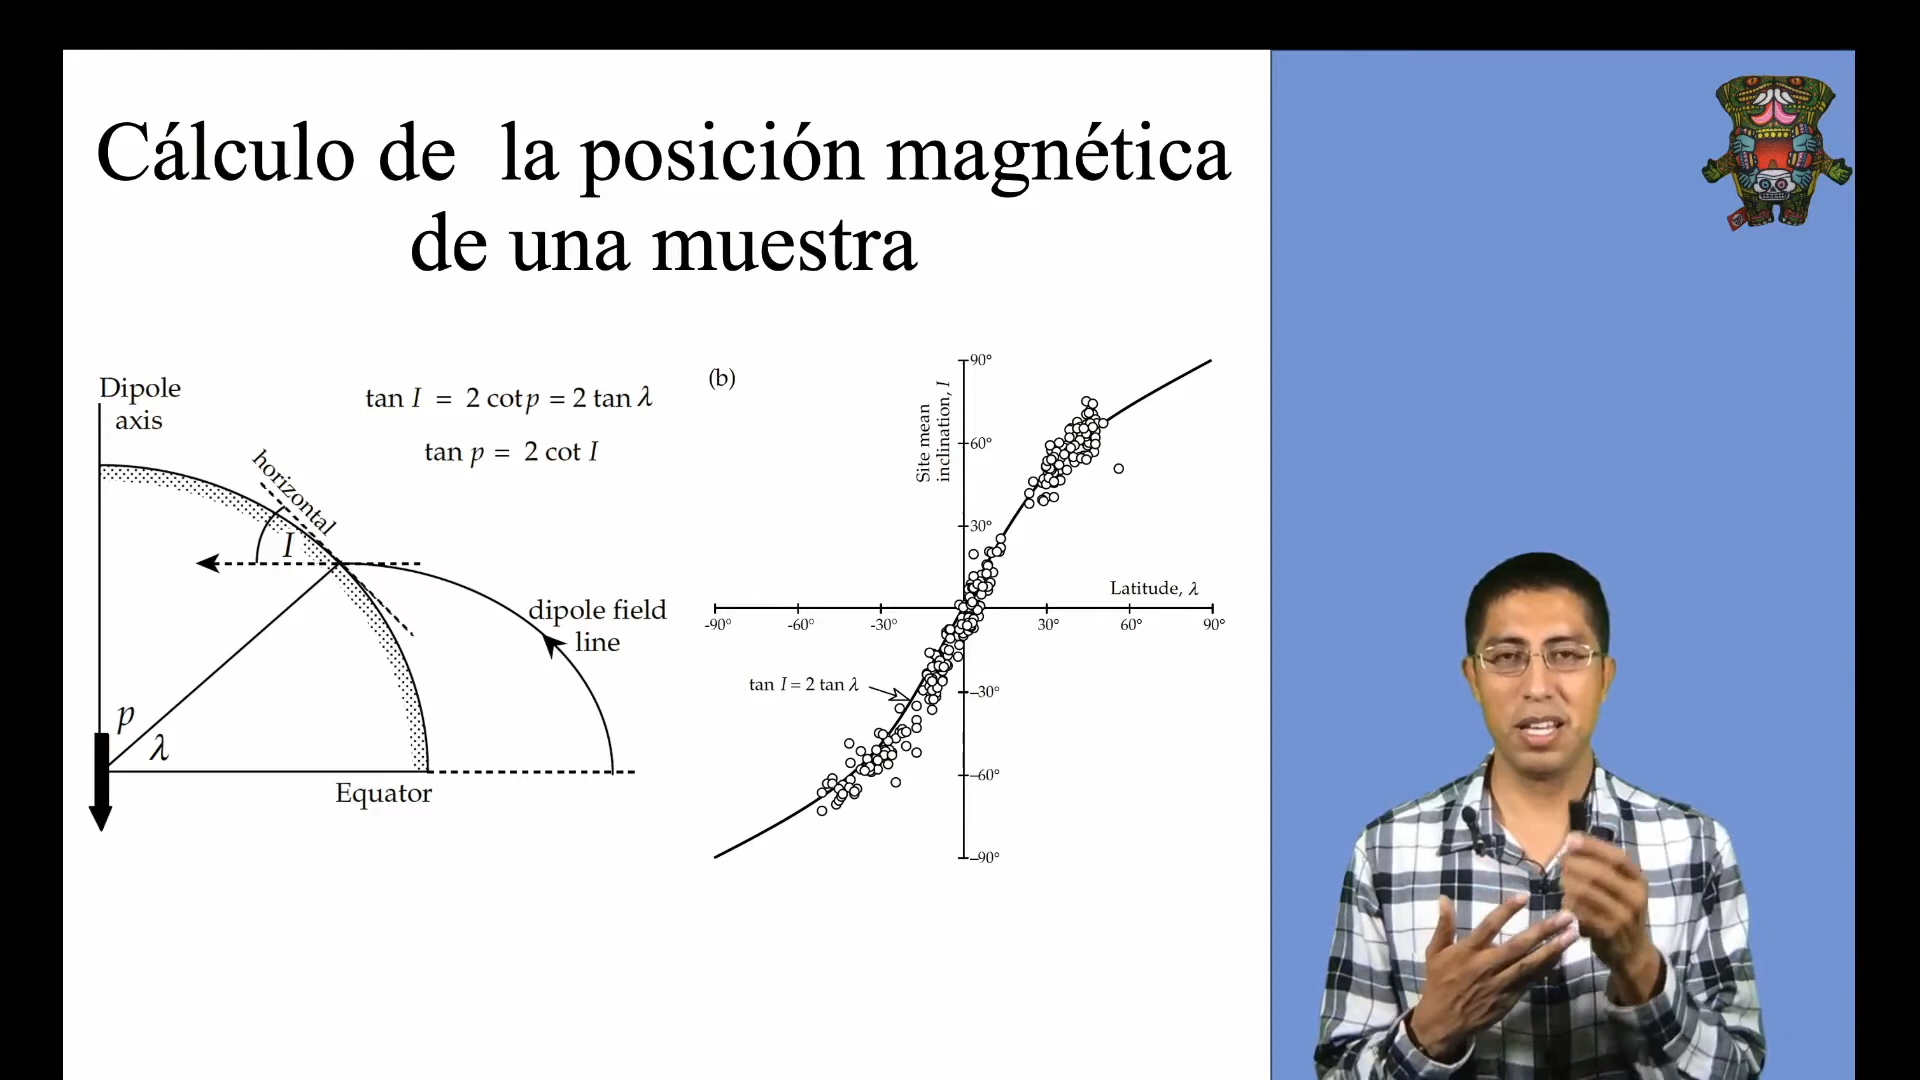 Cálculo de la posición magnética
de una muestra
Dipole
axis
tan I = 2 cot p = 2 tan λ
tan p = 2 cot I
horizontal
I
dipole field
line
p
λ
Equator
(b)
Site mean
inclination, I
90°
60°
30°
Latitude, λ
-90°
-60°
-30°
30°
60°
90°
tan I = 2 tan λ
–30°
–60°
–90°